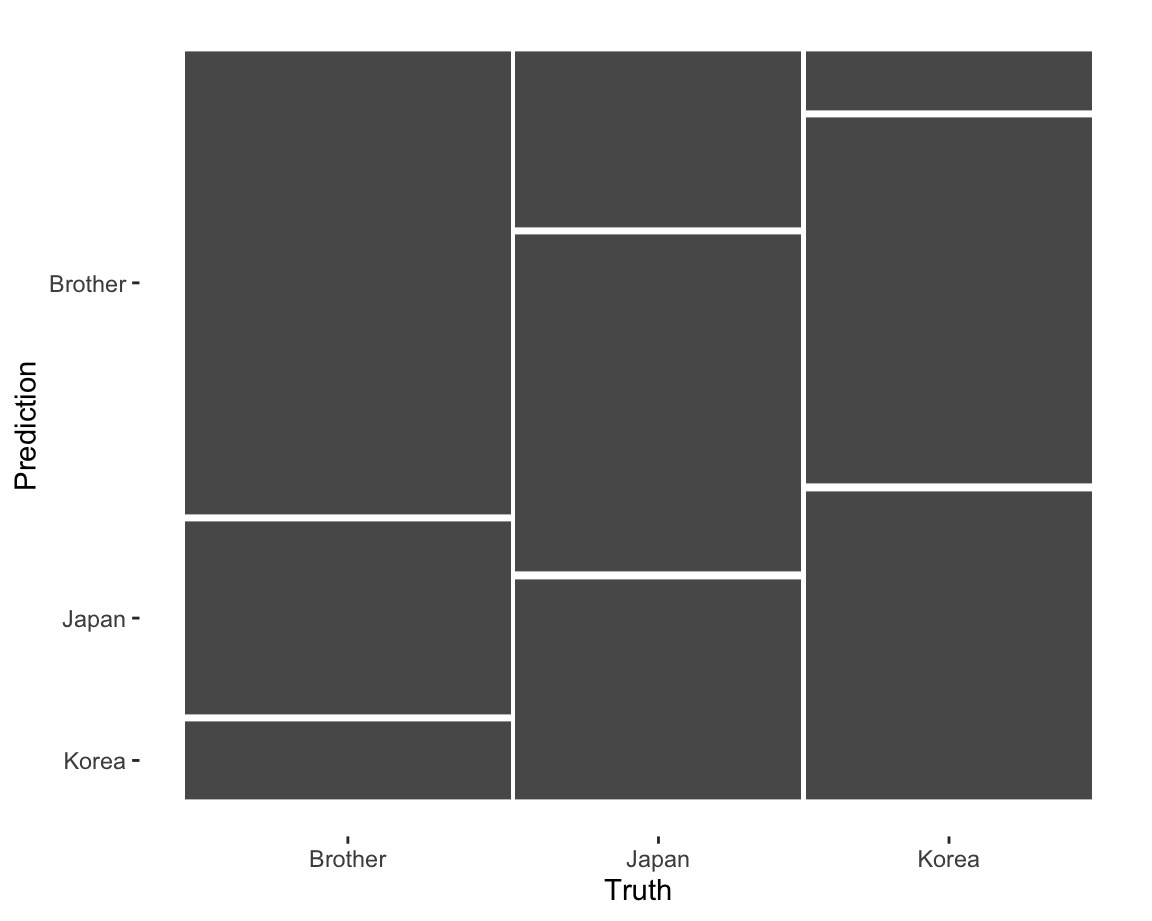 Brother
Japan
Korea
Prediction
Brother Japan Korea
Truth